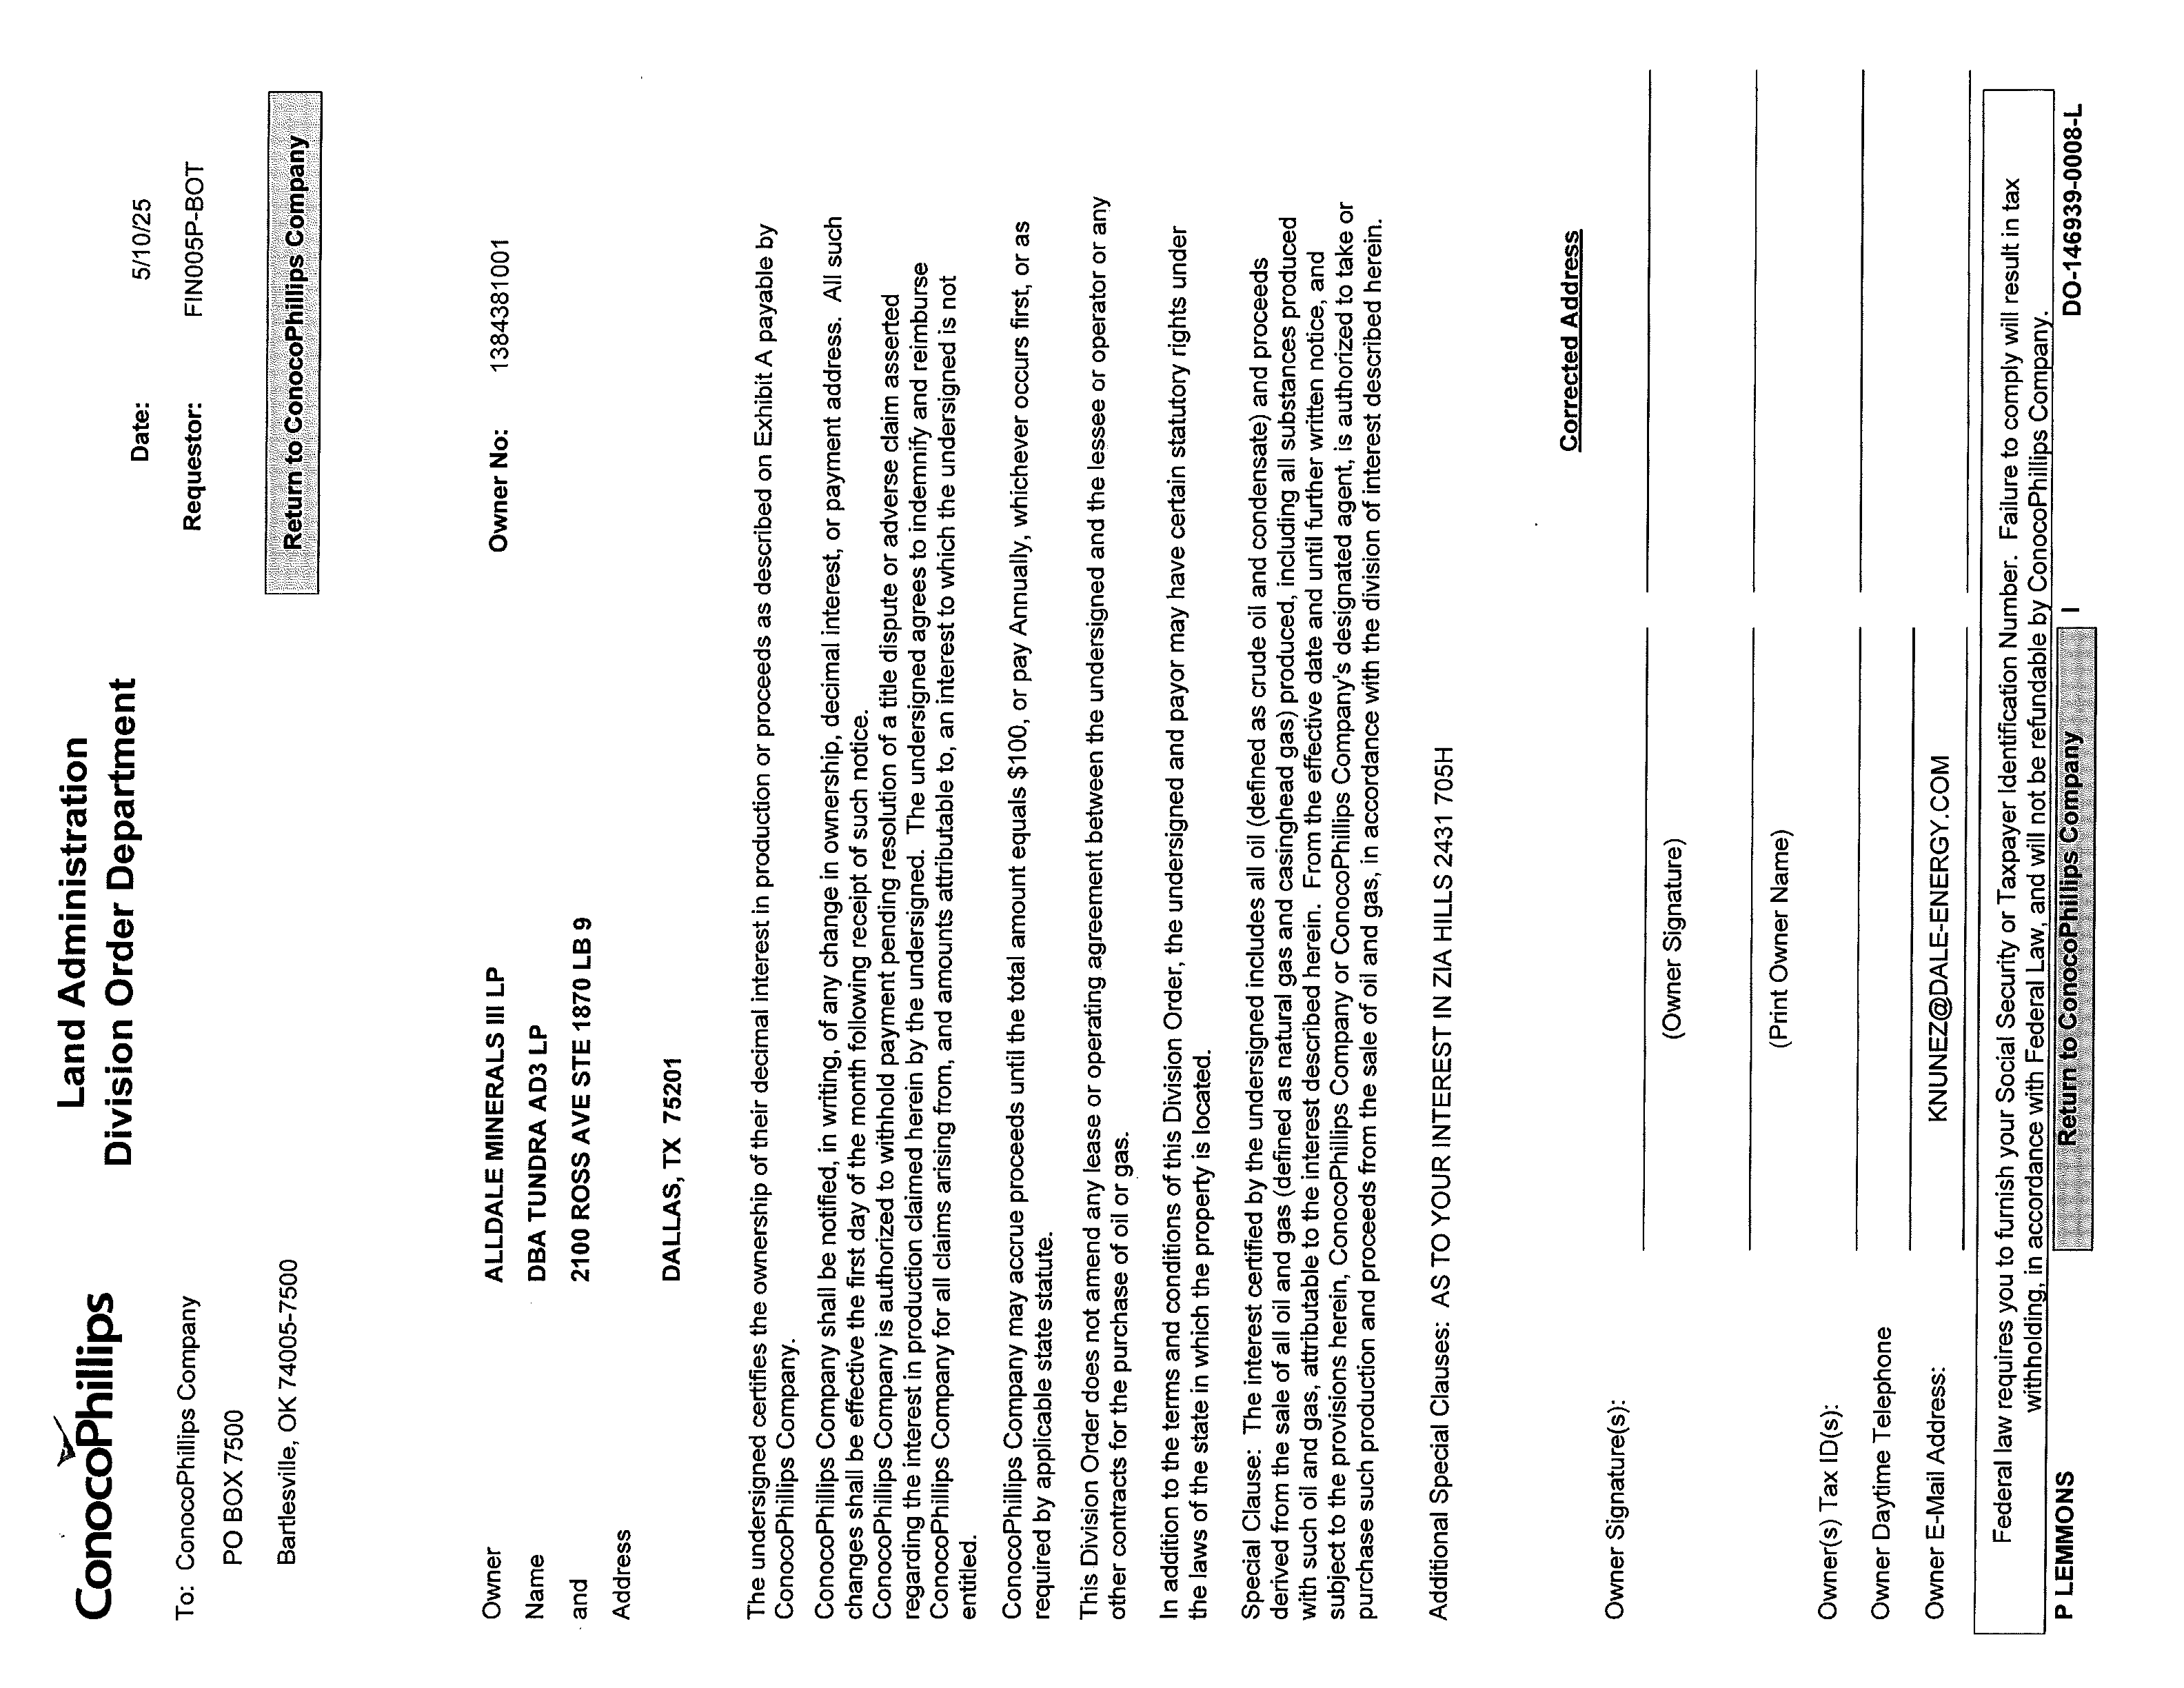 ConocoPhillips
Land Administration
Division Order Department
Date: 5/10/25
To: ConocoPhillips Company
Requestor: FIN005P-BOT
PO BOX 7500
Bartlesville, OK 74005-7500
Return to ConocoPhillips Company
Owner ALLDALE MINERALS III LP Owner No: 1384381001
Name DBA TUNDRA AD3 LP
and 2100 ROSS AVE STE 1870 LB 9
Address
DALLAS, TX 75201
The undersigned certifies the ownership of their decimal interest in production or proceeds as described on Exhibit A payable by
ConocoPhillips Company.
ConocoPhillips Company shall be notified, in writing, of any change in ownership, decimal interest, or payment address. All such
changes shall be effective the first day of the month following receipt of such notice.
ConocoPhillips Company is authorized to withhold payment pending resolution of a title dispute or adverse claim asserted
regarding the interest in production claimed herein by the undersigned. The undersigned agrees to indemnify and reimburse
ConocoPhillips Company for all claims arising from, and amounts attributable to, an interest to which the undersigned is not
entitled.
ConocoPhillips Company may accrue proceeds until the total amount equals $100, or pay Annually, whichever occurs first, or as
required by applicable state statute.
This Division Order does not amend any lease or operating agreement between the undersigned and the lessee or operator or any
other contracts for the purchase of oil or gas.
In addition to the terms and conditions of this Division Order, the undersigned and payor may have certain statutory rights under
the laws of the state in which the property is located.
Special Clause: The interest certified by the undersigned includes all oil (defined as crude oil and condensate) and proceeds
derived from the sale of all oil and gas (defined as natural gas and casinghead gas) produced, including all substances produced
with such oil and gas, attributable to the interest described herein. From the effective date and until further written notice, and
subject to the provisions herein, ConocoPhillips Company or ConocoPhillips Company's designated agent, is authorized to take or
purchase such production and proceeds from the sale of oil and gas, in accordance with the division of interest described herein.
Additional Special Clauses: AS TO YOUR INTEREST IN ZIA HILLS 2431 705H
Corrected Address
Owner Signature(s):
(Owner Signature)
(Print Owner Name)
Owner(s) Tax ID(s):
Owner Daytime Telephone
Owner E-Mail Address: KNUNEZ@DALE-ENERGY.COM
Federal law requires you to furnish your Social Security or Taxpayer Identification Number. Failure to comply will result in tax
withholding, in accordance with Federal Law, and will not be refundable by ConocoPhillips Company.
P LEMMONS Return to ConocoPhillips Company I DO-146939-0008-L